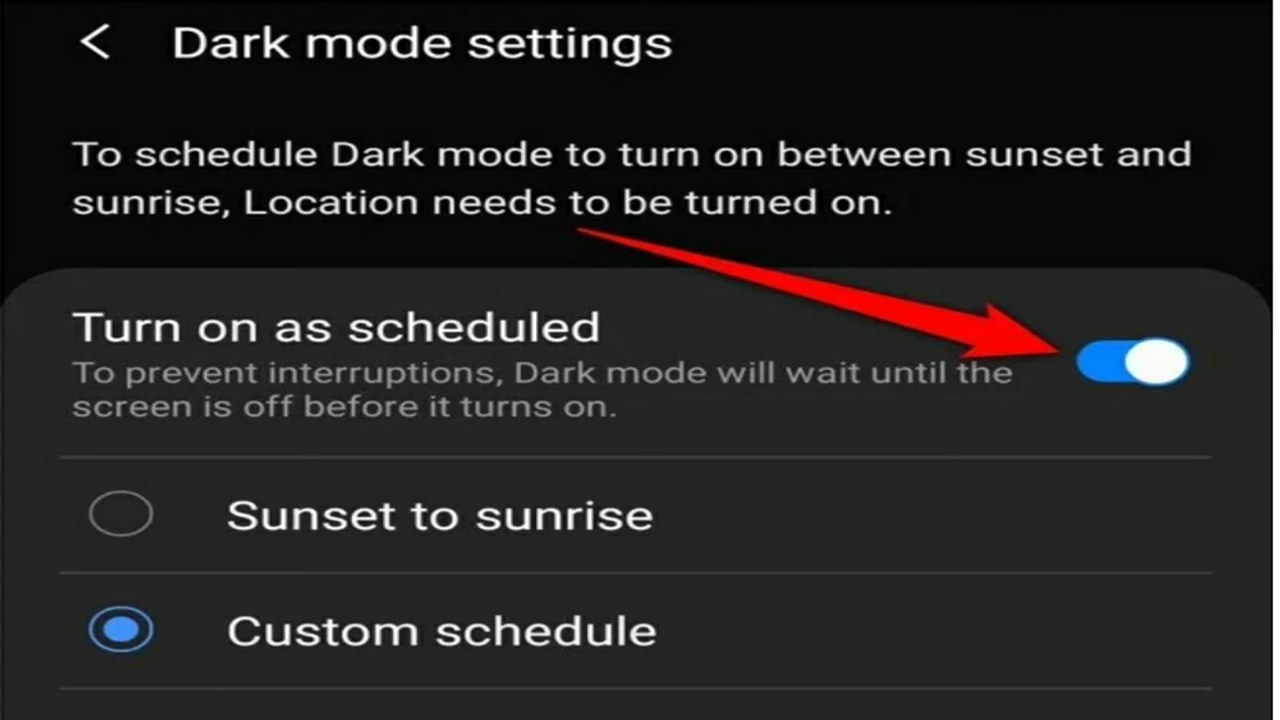 Dark mode settings
To schedule Dark mode to turn on between sunset and
sunrise, Location needs to be turned on.
Turn on as scheduled
To prevent interruptions, Dark mode will wait until the
screen is off before it turns on.
Sunset to sunrise
Custom schedule